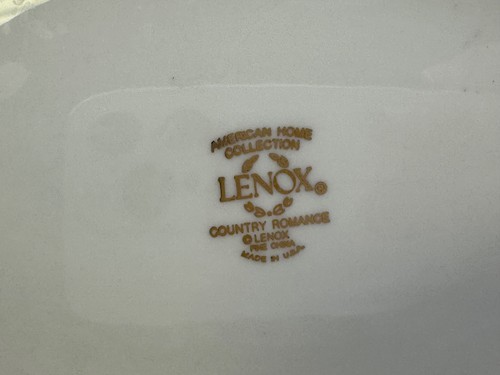 AMERICAN HOME
COLLECTION
LENOX®
COUNTRY ROMANCE
© LENOX
FINE CHINA
MADE IN U.S.A.